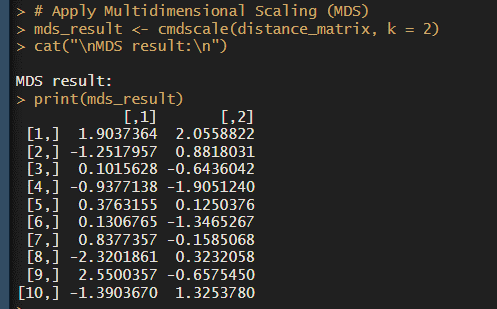 > # Apply Multidimensional Scaling (MDS)
> mds_result <- cmdscale(distance_matrix, k = 2)
> cat("\nMDS result:\n")
MDS result:
> print(mds_result)
[,1] [,2]
[1,] 1.9037364 2.0558822
[2,] -1.2517957 0.8818031
[3,] 0.1015628 -0.6436042
[4,] -0.9377138 -1.9051240
[5,] 0.3763155 0.1250376
[6,] 0.1306765 -1.3465267
[7,] 0.8377357 -0.1585068
[8,] -2.3201861 0.3232058
[9,] 2.5500357 -0.6575450
[10,] -1.3903670 1.3253780
>